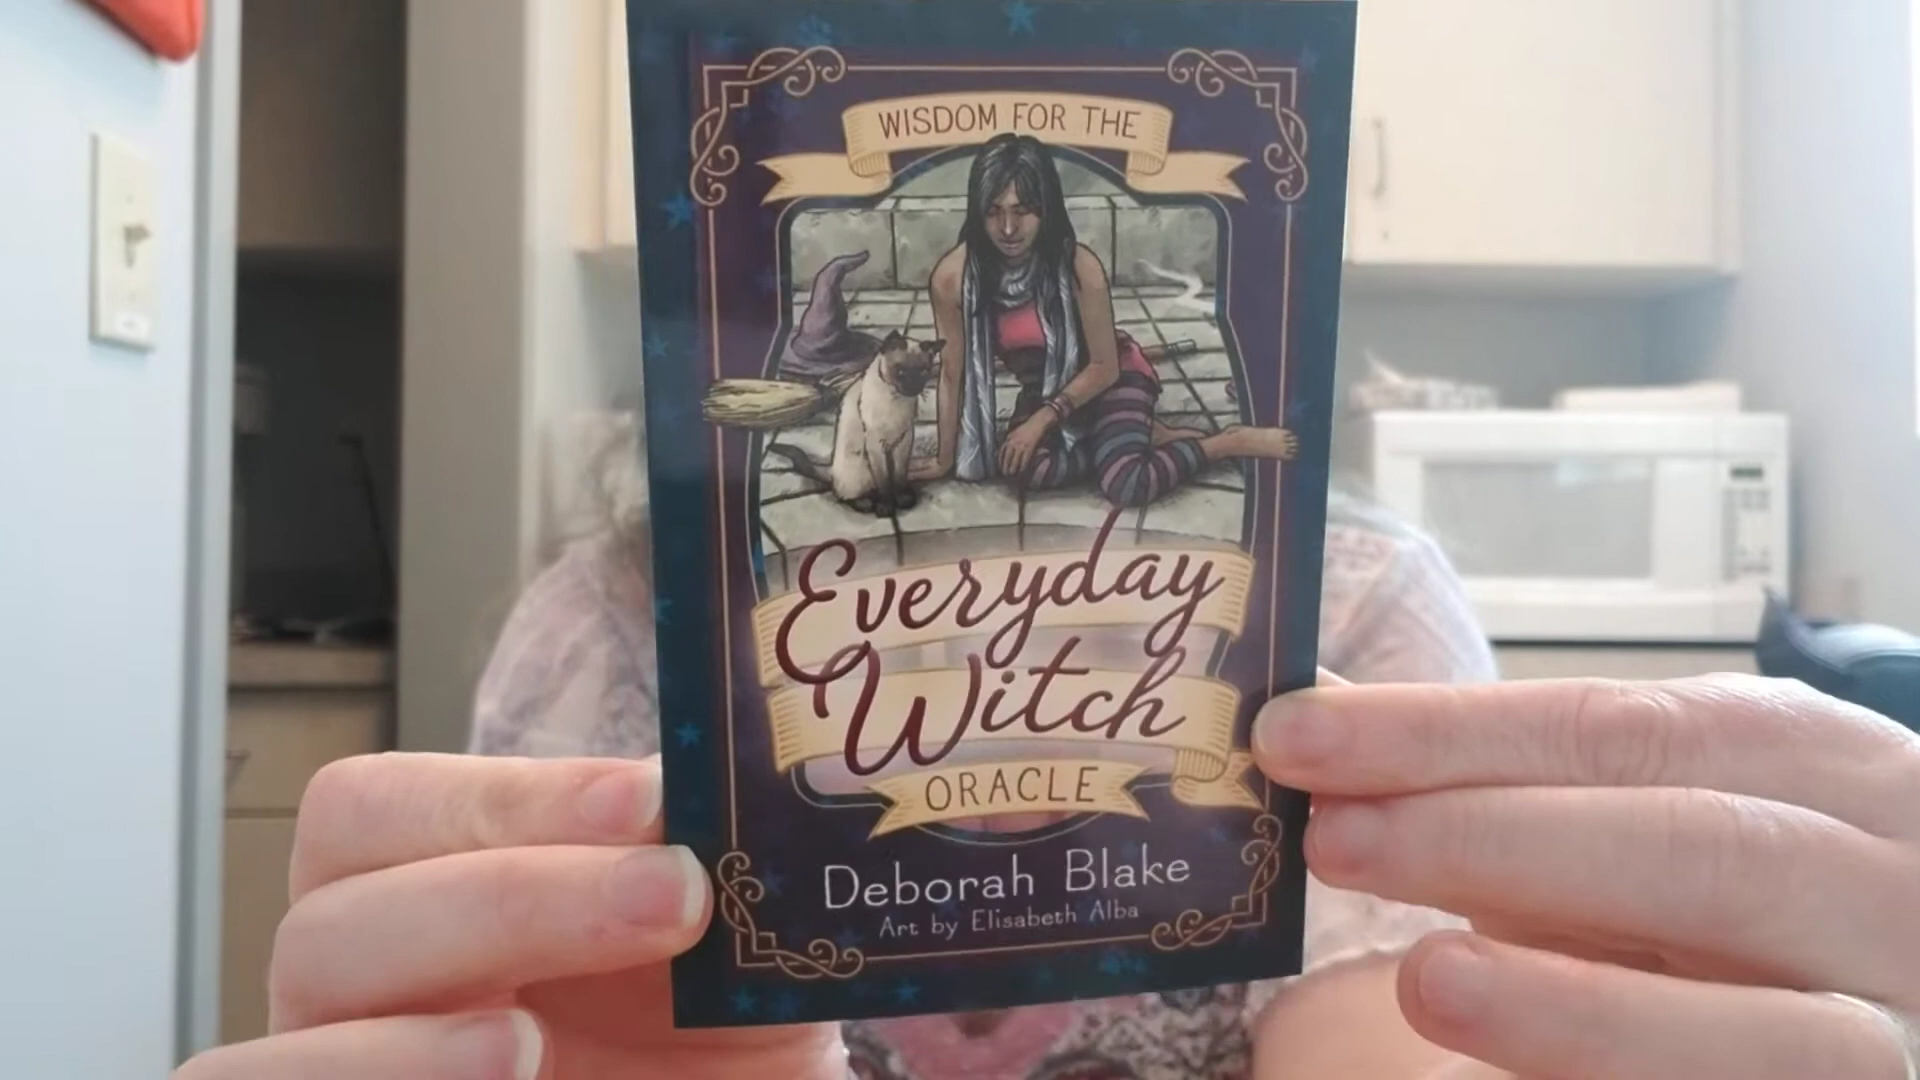 WISDOM FOR THE
Everyday
Witch
ORACLE
Deborah Blake
Art by Elisabeth Alba